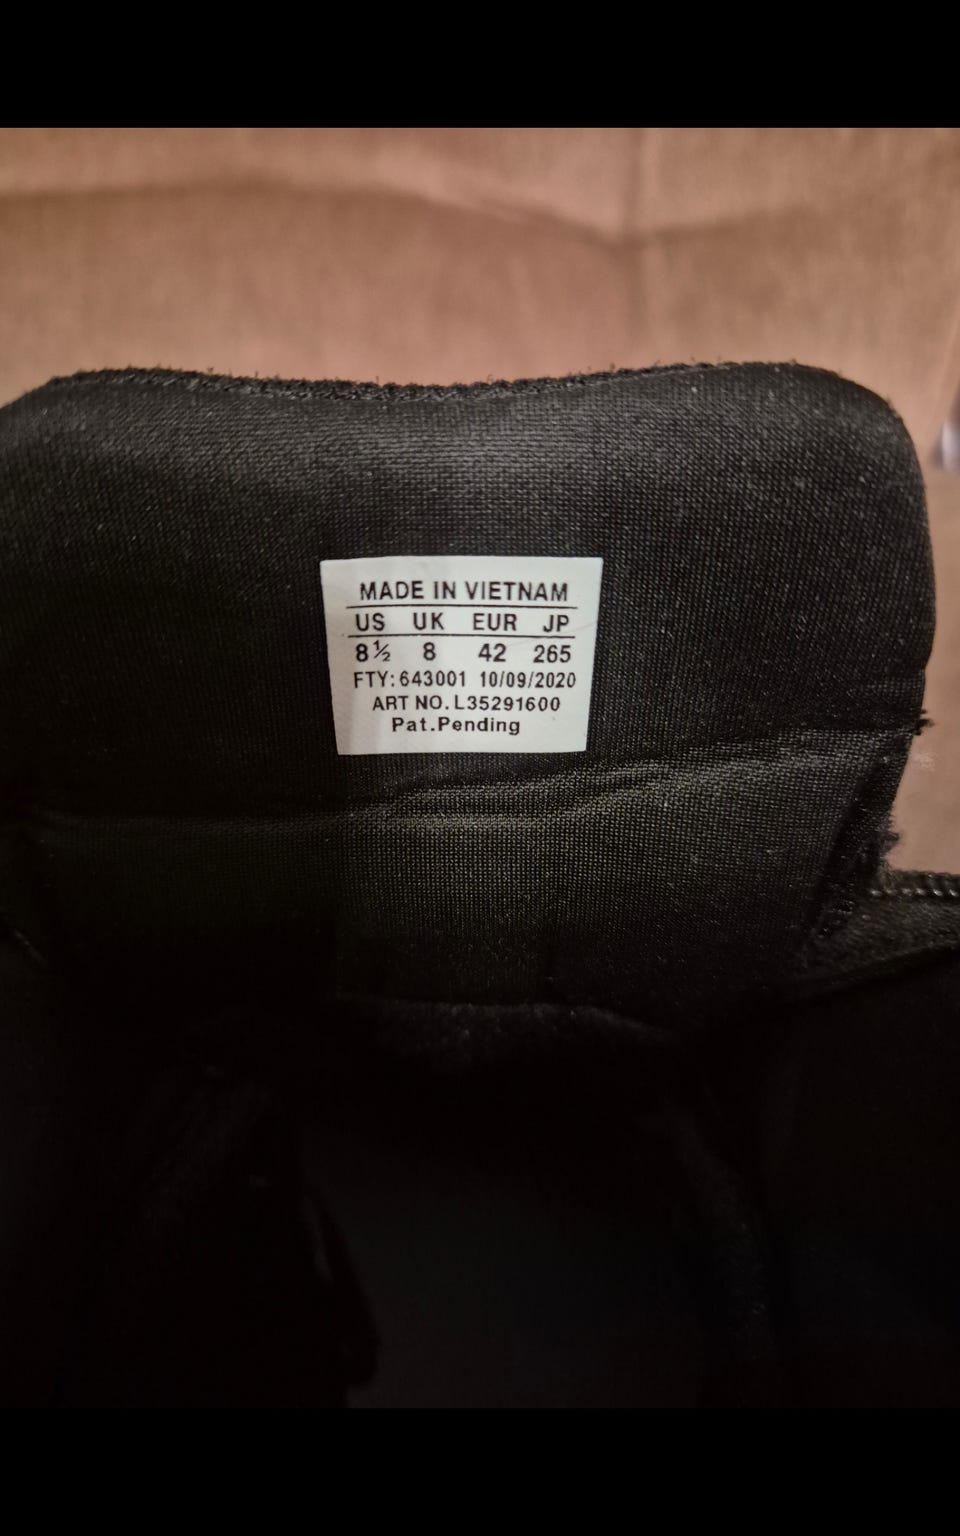 MADE IN VIETNAM
US UK EUR JP
8½ 8 42 265
FTY: 643001 10/09/2020
ART NO. L35291600
Pat.Pending